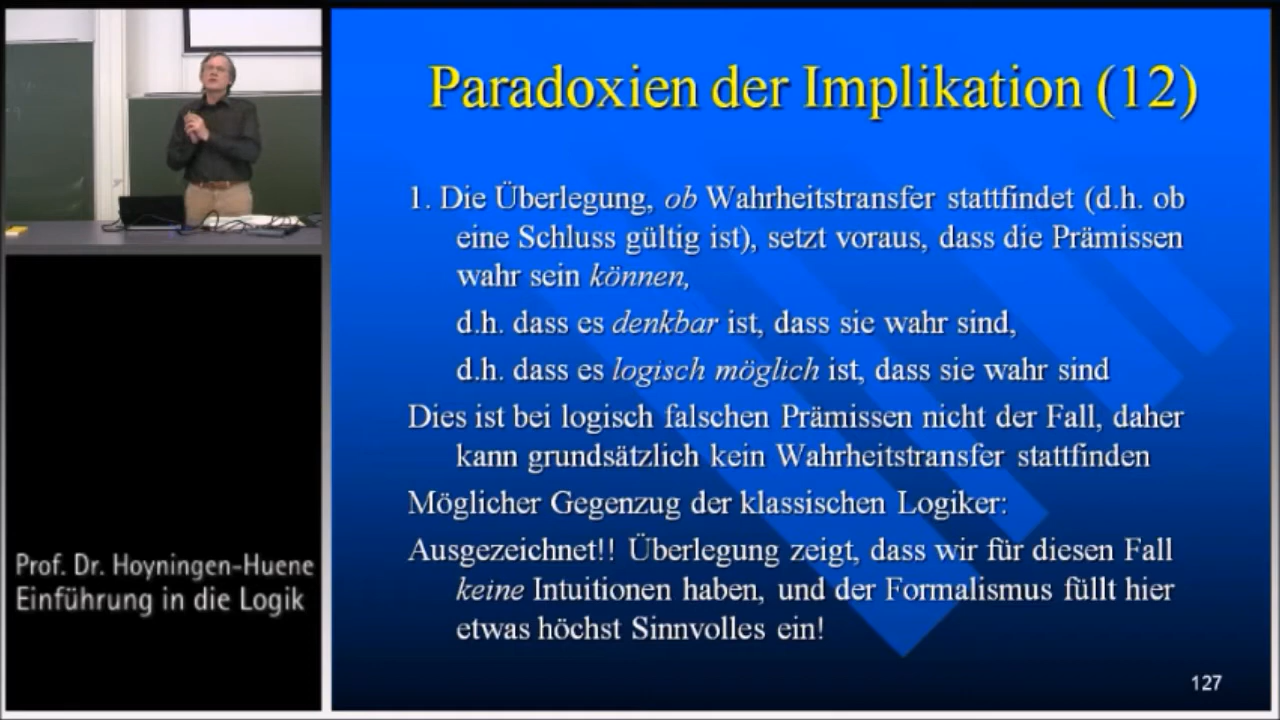 Paradoxien der Implikation (12)
1. Die Überlegung, ob Wahrheitstransfer stattfindet (d.h. ob
eine Schluss gültig ist), setzt voraus, dass die Prämissen
wahr sein können,
d.h. dass es denkbar ist, dass sie wahr sind,
d.h. dass es logisch möglich ist, dass sie wahr sind
Dies ist bei logisch falschen Prämissen nicht der Fall, daher
kann grundsätzlich kein Wahrheitstransfer stattfinden
Möglicher Gegenzug der klassischen Logiker:
Ausgezeichnet!! Überlegung zeigt, dass wir für diesen Fall
keine Intuitionen haben, und der Formalismus füllt hier
etwas höchst Sinnvolles ein!
127
Prof. Dr. Hoyningen-Huene
Einführung in die Logik